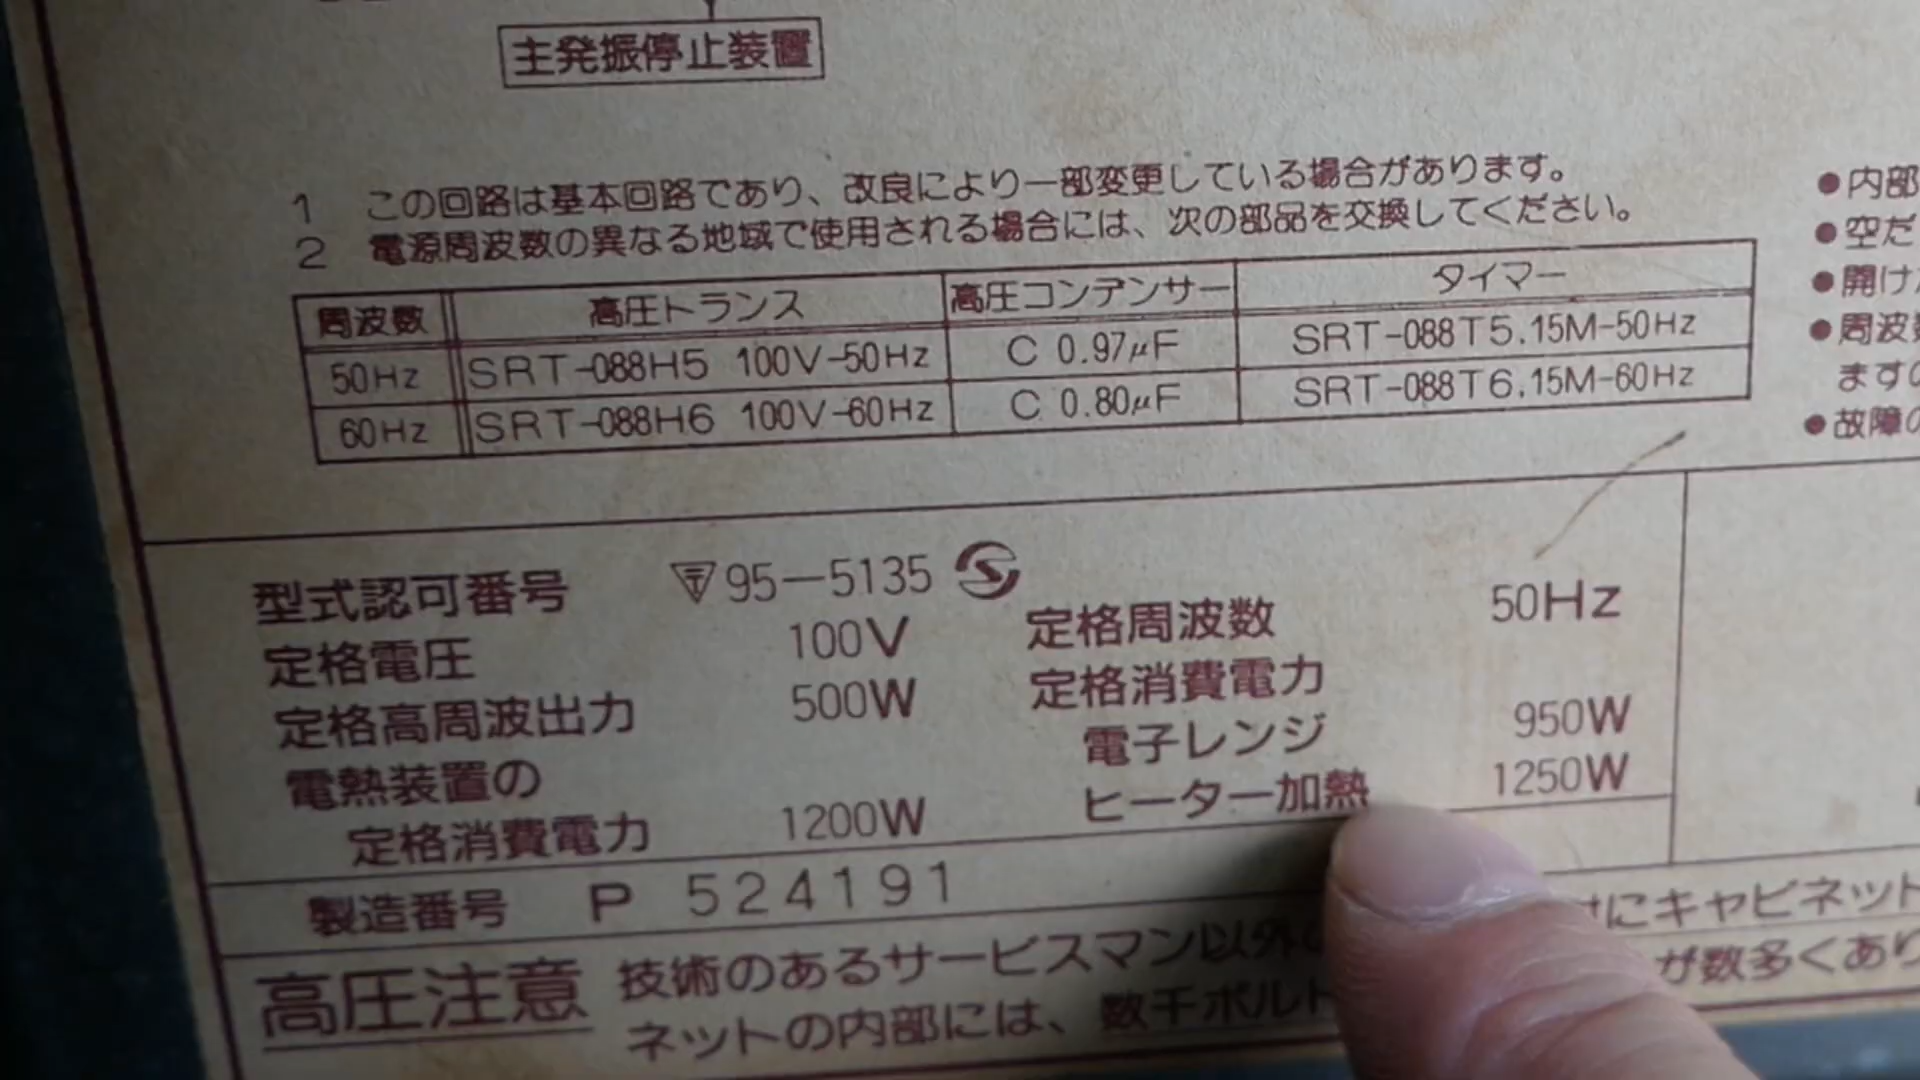 主発振停止装置
1 この回路は基本回路であり、改良により一部変更している場合があります。
2 電源周波数の異なる地域で使用される場合には、次の部品を交換してください。
周波数 高圧トランス 高圧コンデンサー タイマー
50Hz SRT-088H5 100V-50Hz C 0.97μF SRT-088T5.15M-50Hz
60Hz SRT-088H6 100V-60Hz C 0.80μF SRT-088T6.15M-60Hz
●内部
●空だ
●開け
●周波数
ますの
●故障の
型式認可番号 95-5135
定格電圧 100V
定格高周波出力 500W
電熱装置の
定格消費電力 1200W
定格周波数 50Hz
定格消費電力
電子レンジ 950W
ヒーター加熱 1250W
製造番号 P 524191
高圧注意
技術のあるサービスマン以外 にキャビネット
ネットの内部には、数千ボルト が数多くあり